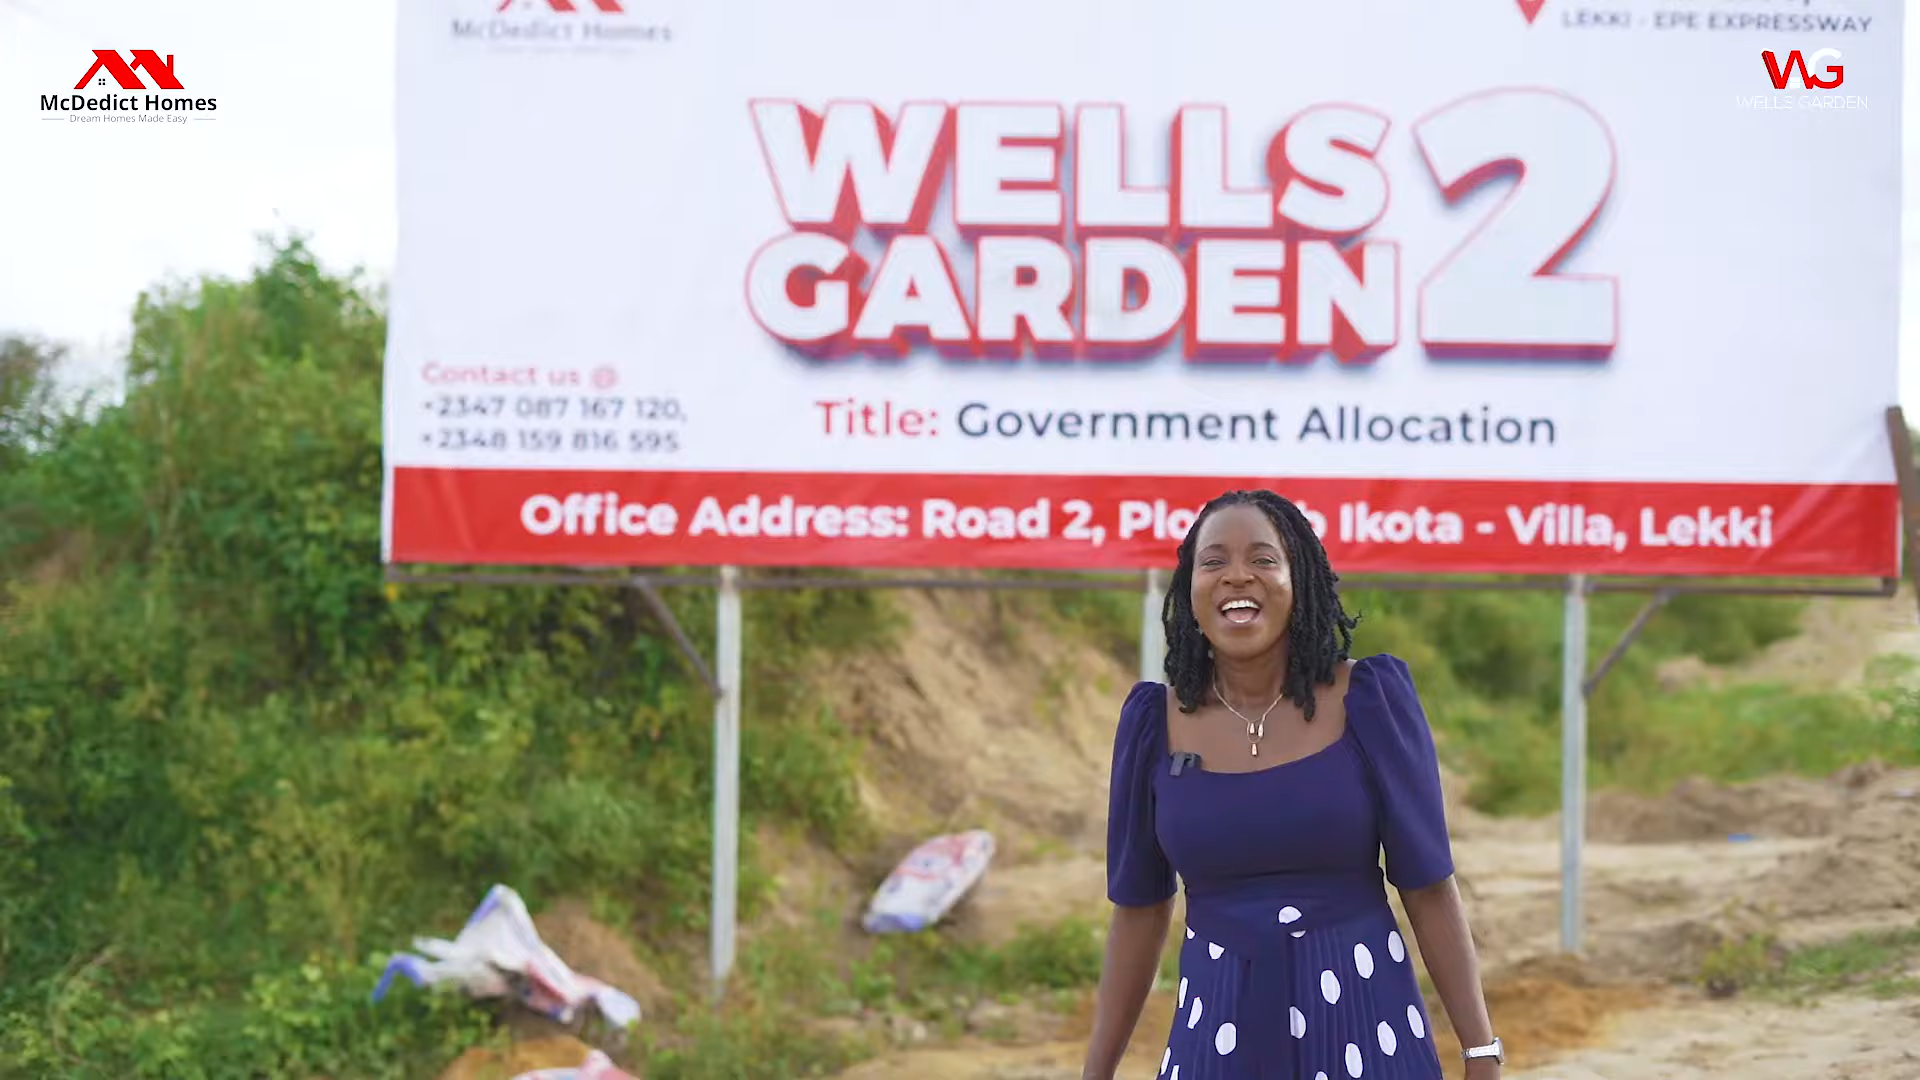 McDedict Homes
Dream Homes Made Easy
McDedict Homes
LEKKI - EPE EXPRESSWAY
WG
WELLS GARDEN
WELLS
GARDEN 2
Contact us @
+2347 087 167 120,
+2348 159 816 595
Title: Government Allocation
Office Address: Road 2, Ikota - Villa, Lekki